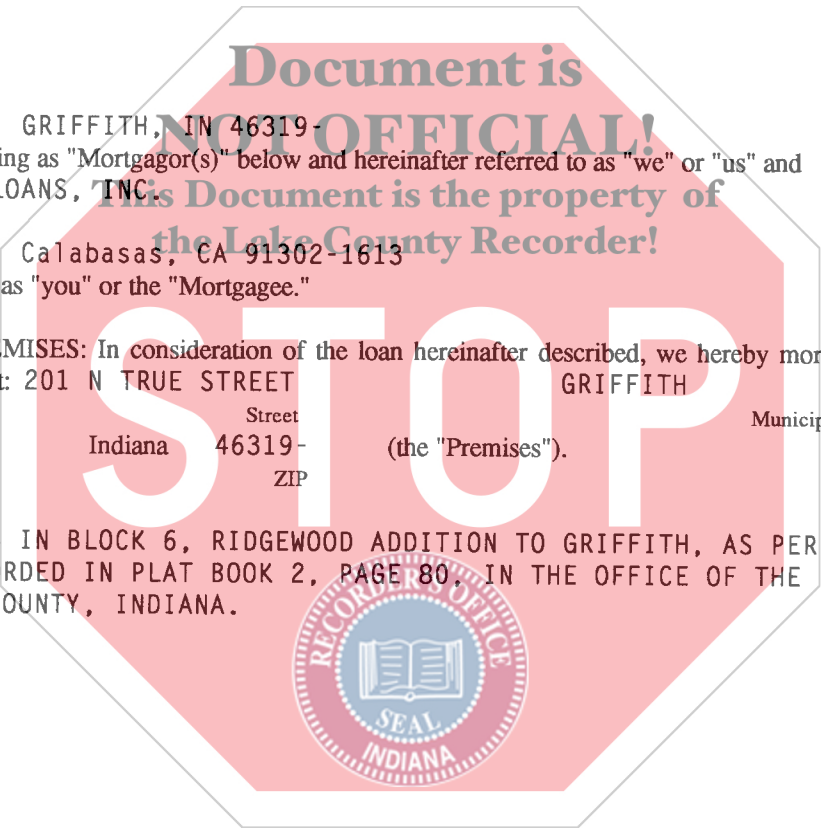 Document is
GRIFFITH, IN 46319-
NOT OFFICIAL!
ing as "Mortgagor(s)" below and hereinafter referred to as "we" or "us" and
LOANS, INC.
This Document is the property of
the Lake County Recorder!
Calabasas, CA 91302-1613
as "you" or the "Mortgagee."
STOP
MISES: In consideration of the loan hereinafter described, we hereby mor
t: 201 N TRUE STREET GRIFFITH
Street Municip
Indiana 46319- (the "Premises").
ZIP
IN BLOCK 6, RIDGEWOOD ADDITION TO GRIFFITH, AS PER
RDED IN PLAT BOOK 2, PAGE 80, IN THE OFFICE OF THE
OUNTY, INDIANA.
RECORDER'S OFFICE
SEAL
INDIANA